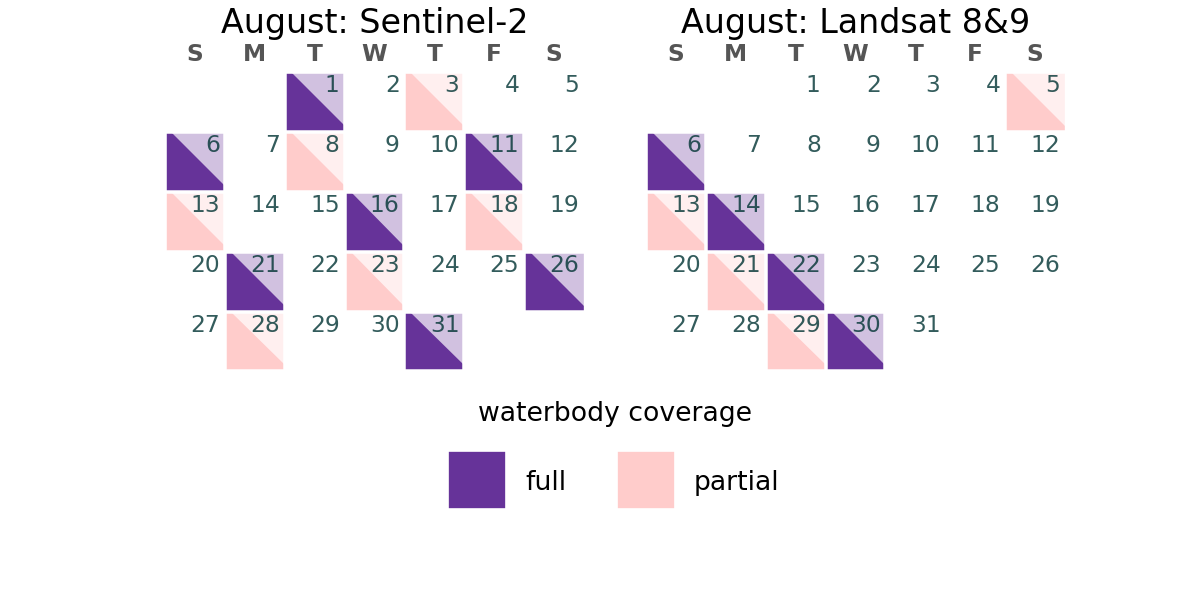 August: Sentinel-2
S M T W T F S
1 2 3 4 5
6 7 8 9 10 11 12
13 14 15 16 17 18 19
20 21 22 23 24 25 26
27 28 29 30 31
August: Landsat 8&9
S M T W T F S
1 2 3 4 5
6 7 8 9 10 11 12
13 14 15 16 17 18 19
20 21 22 23 24 25 26
27 28 29 30 31
waterbody coverage
full partial